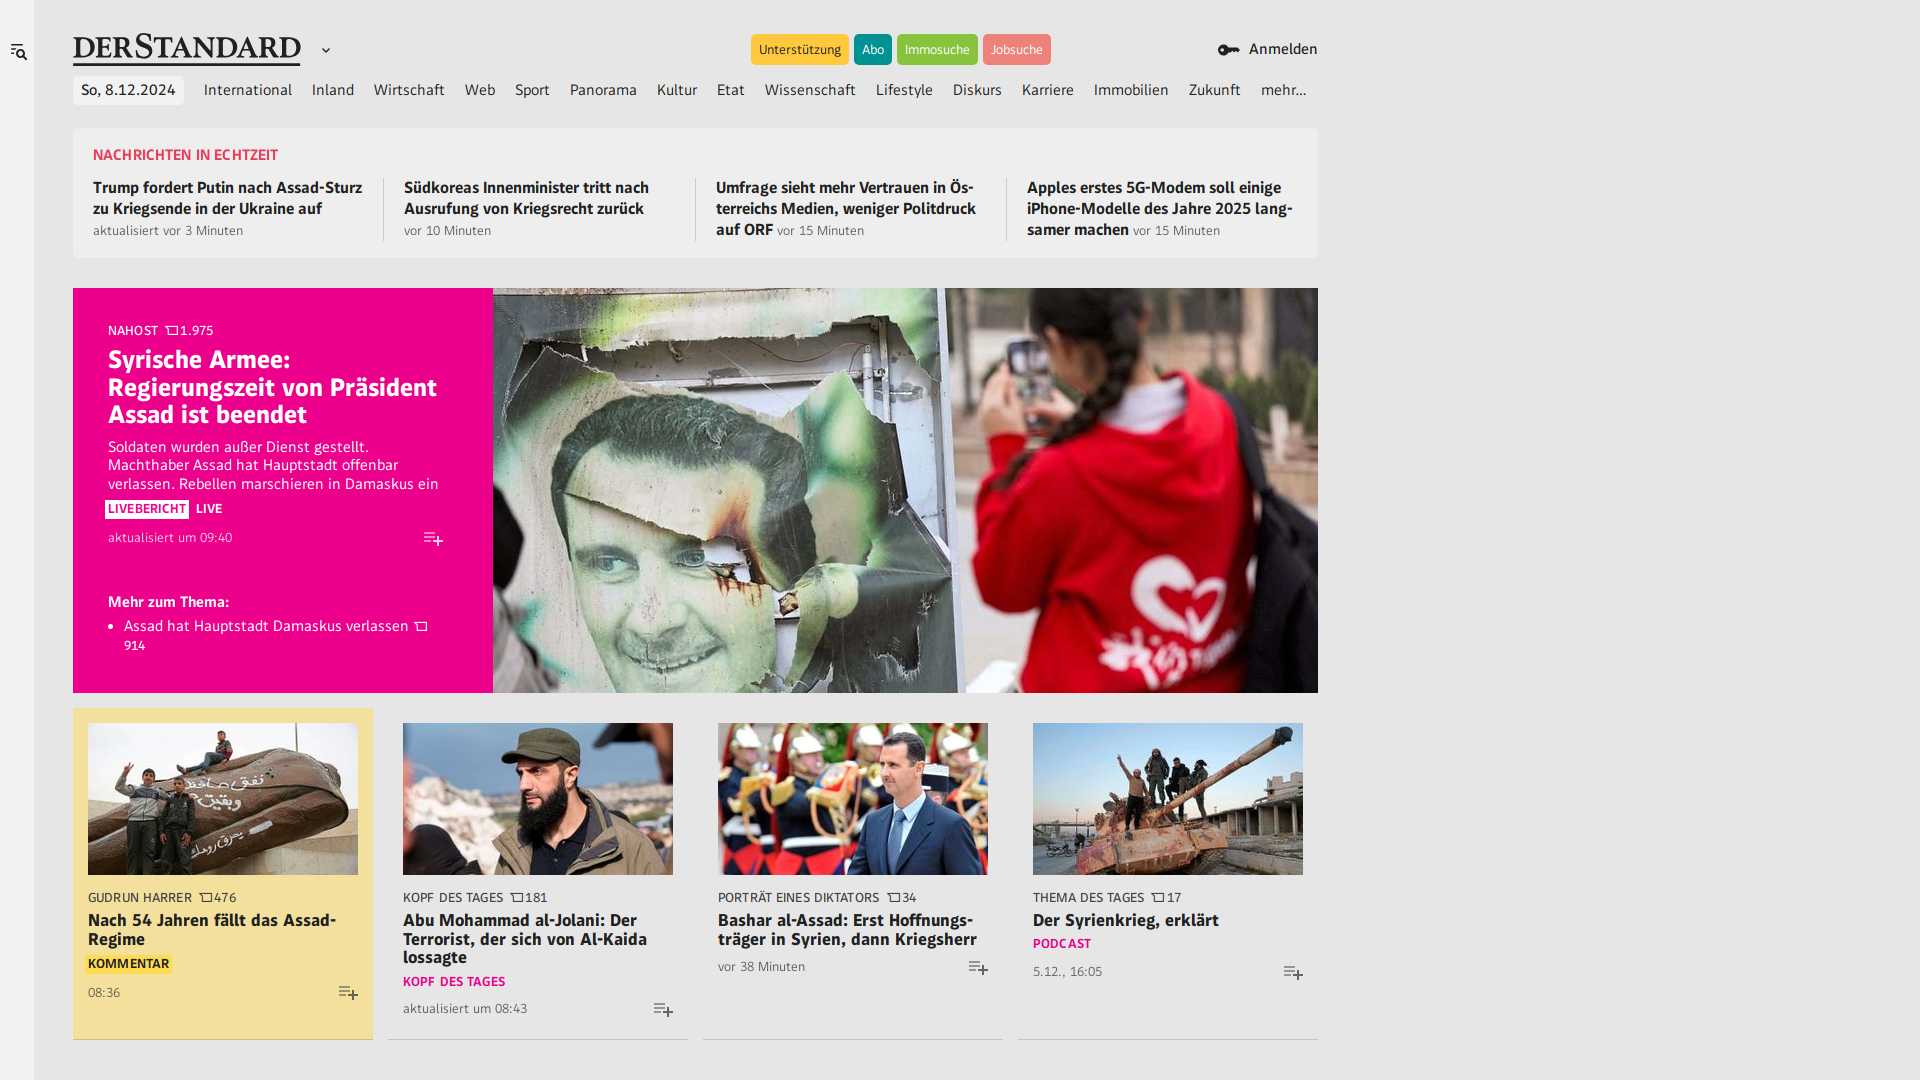 DERSTANDARD
Unterstützung
Abo
Immosuche
Jobsuche
Anmelden
So, 8.12.2024
International
Inland
Wirtschaft
Web
Sport
Panorama
Kultur
Etat
Wissenschaft
Lifestyle
Diskurs
Karriere
Immobilien
Zukunft
mehr...
NACHRICHTEN IN ECHTZEIT
Trump fordert Putin nach Assad-Sturz
zu Kriegsende in der Ukraine auf
aktualisiert vor 3 Minuten
Südkoreas Innenminister tritt nach
Ausrufung von Kriegsrecht zurück
vor 10 Minuten
Umfrage sieht mehr Vertrauen in Ös-
terreichs Medien, weniger Politdruck
auf ORF vor 15 Minuten
Apples erstes 5G-Modem soll einige
iPhone-Modelle des Jahre 2025 lang-
samer machen vor 15 Minuten
NAHOST 1.975
Syrische Armee:
Regierungszeit von Präsident
Assad ist beendet
Soldaten wurden außer Dienst gestellt.
Machthaber Assad hat Hauptstadt offenbar
verlassen. Rebellen marschieren in Damaskus ein
LIVEBERICHT LIVE
aktualisiert um 09:40
Mehr zum Thema:
• Assad hat Hauptstadt Damaskus verlassen
914
GUDRUN HARRER 476
Nach 54 Jahren fällt das Assad-
Regime
KOMMENTAR
08:36
KOPF DES TAGES 181
Abu Mohammad al-Jolani: Der
Terrorist, der sich von Al-Kaida
lossagte
KOPF DES TAGES
aktualisiert um 08:43
PORTRÄT EINES DIKTATORS 34
Bashar al-Assad: Erst Hoffnungs-
träger in Syrien, dann Kriegsherr
vor 38 Minuten
THEMA DES TAGES 17
Der Syrienkrieg, erklärt
PODCAST
5.12., 16:05